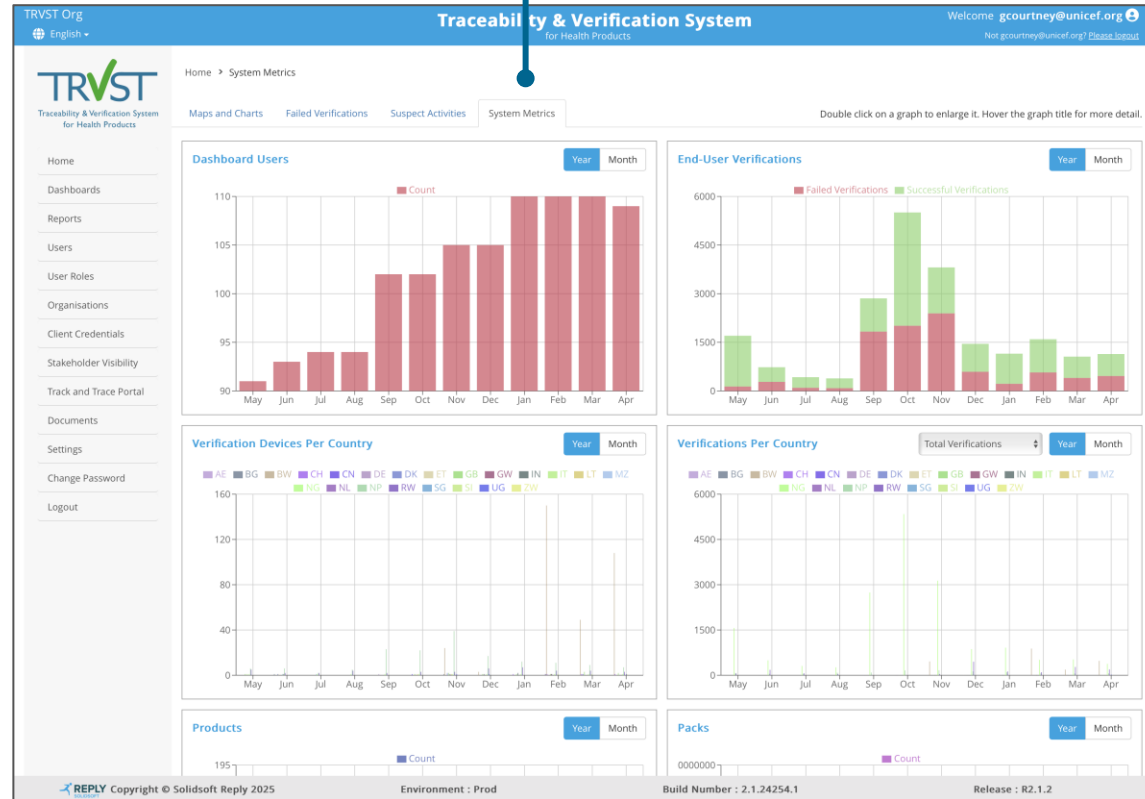 TRVST Org
English
Traceability & Verification System
for Health Products
Welcome gcourtney@unicef.org
Not gcourtney@unicef.org? Please logout
TRVST
Traceability & Verification System
for Health Products
Home
Dashboards
Reports
Users
User Roles
Organisations
Client Credentials
Stakeholder Visibility
Track and Trace Portal
Documents
Settings
Change Password
Logout
Home > System Metrics
Maps and Charts Failed Verifications Suspect Activities System Metrics
Double click on a graph to enlarge it. Hover the graph title for more detail.
Dashboard Users Year Month
Count
110
105
100
95
90
May Jun Jul Aug Sep Oct Nov Dec Jan Feb Mar Apr
End-User Verifications Year Month
Failed Verifications Successful Verifications
6000
4500
3000
1500
0
May Jun Jul Aug Sep Oct Nov Dec Jan Feb Mar Apr
Verification Devices Per Country Year Month
AE BG BW CH CN DE DK ET GB GW IN IT LT MZ
NG NL NP RW SG SI UG ZW
160
120
80
40
0
May Jun Jul Aug Sep Oct Nov Dec Jan Feb Mar Apr
Verifications Per Country Total Verifications Year Month
AE BG BW CH CN DE DK ET GB GW IN IT LT MZ
NG NL NP RW SG SI UG ZW
6000
4500
3000
1500
0
May Jun Jul Aug Sep Oct Nov Dec Jan Feb Mar Apr
Products Year Month
Count
195
Packs Year Month
Count
0000000
REPLY Copyright © Solidsoft Reply 2025 Environment : Prod Build Number : 2.1.24254.1 Release : R2.1.2
SOLIDSOFT